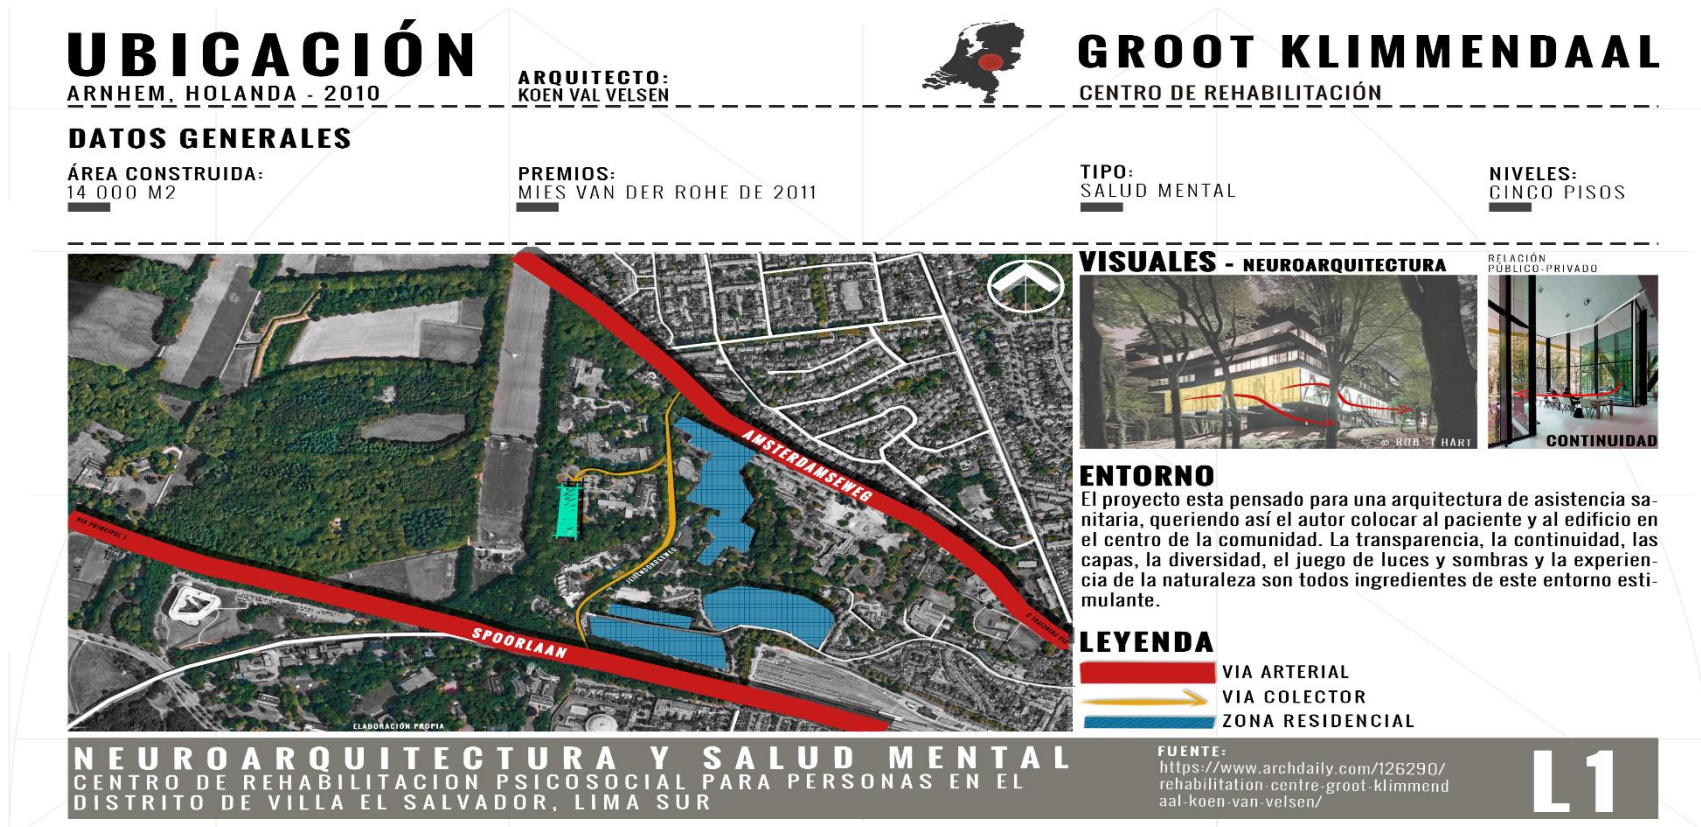 UBICACIÓN
ARNHEM, HOLANDA - 2010
ARQUITECTO:
KOEN VAL VELSEN
GROOT KLIMMENDAAL
CENTRO DE REHABILITACIÓN
DATOS GENERALES
ÁREA CONSTRUIDA:
14 000 M2
PREMIOS:
MIES VAN DER ROHE DE 2011
TIPO:
SALUD MENTAL
NIVELES:
CINCO PISOS
AMSTERDAMSEWEG
VIA PRINCIPAL 1
SPOORLAAN
VIA PRINCIPAL 2
ELABORACIÓN PROPIA
VISUALES - NEUROARQUITECTURA
RELACIÓN
PÚBLICO-PRIVADO
© ROB 'T HART
CONTINUIDAD
ENTORNO
El proyecto esta pensado para una arquitectura de asistencia sa-
nitaria, queriendo así el autor colocar al paciente y al edificio en
el centro de la comunidad. La transparencia, la continuidad, las
capas, la diversidad, el juego de luces y sombras y la experien-
cia de la naturaleza son todos ingredientes de este entorno esti-
mulante.
LEYENDA
VIA ARTERIAL
VIA COLECTOR
ZONA RESIDENCIAL
NEUROARQUITECTURA Y SALUD MENTAL
CENTRO DE REHABILITACION PSICOSOCIAL PARA PERSONAS EN EL
DISTRITO DE VILLA EL SALVADOR, LIMA SUR
FUENTE:
https://www.archdaily.com/126290/
rehabilitation-centre-groot-klimmend
aal-koen-van-velsen/
L1